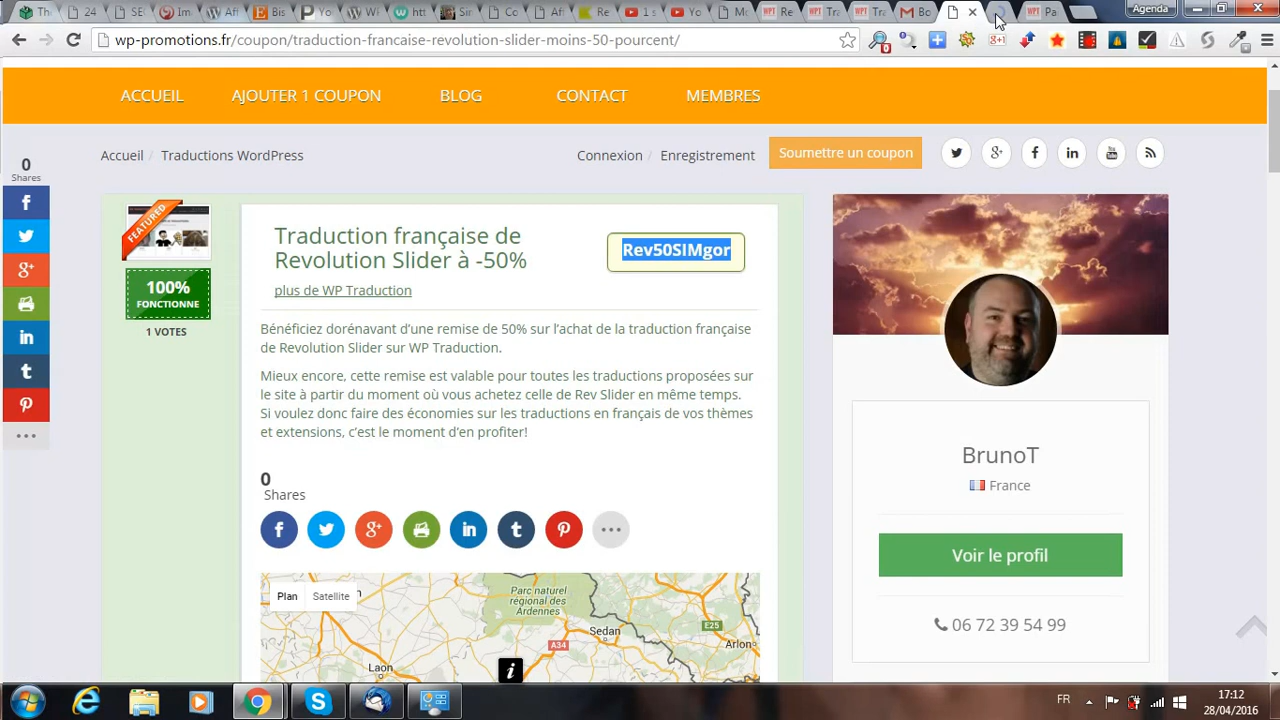 Agenda
wp-promotions.fr/coupon/traduction-francaise-revolution-slider-moins-50-pourcent/
ACCUEIL AJOUTER 1 COUPON BLOG CONTACT MEMBRES
Accueil / Traductions WordPress Connexion / Enregistrement Soumettre un coupon
0
Shares
FEATURED
Traduction française de
Revolution Slider à -50%
Rev50SIMgor
plus de WP Traduction
100%
FONCTIONNE
1 VOTES
Bénéficiez dorénavant d'une remise de 50% sur l'achat de la traduction française
de Revolution Slider sur WP Traduction.
Mieux encore, cette remise est valable pour toutes les traductions proposées sur
le site à partir du moment où vous achetez celle de Rev Slider en même temps.
Si voulez donc faire des économies sur les traductions en français de vos thèmes
et extensions, c'est le moment d'en profiter!
0
Shares
Plan Satellite
Parc naturel
régional des
Ardennes
Sedan
E25
A34
Arlon
Laon
BrunoT
France
Voir le profil
06 72 39 54 99
FR
17:12
28/04/2016